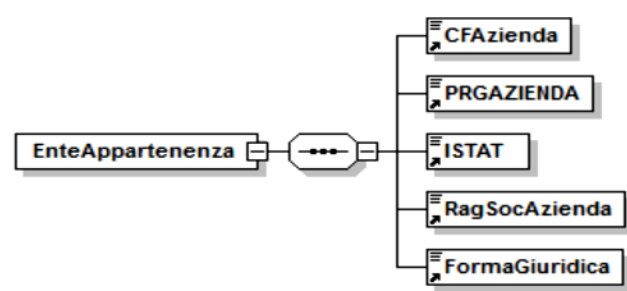 CFAzienda
PRGAZIENDA
EnteAppartenenza
ISTAT
RagSocAzienda
FormaGiuridica